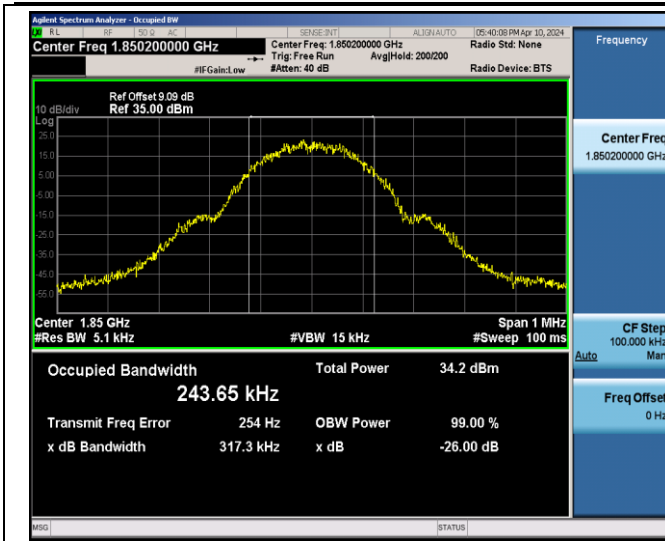 Agilent Spectrum Analyzer - Occupied BW
RL RF 50 Ω AC SENSE:INT ALIGN AUTO 05:40:08 PM Apr 10, 2024
Center Freq 1.850200000 GHz
Center Freq: 1.850200000 GHz
Radio Std: None
Trig: Free Run Avg|Hold: 200/200
#IFGain:Low #Atten: 40 dB Radio Device: BTS
Ref Offset 9.09 dB
10 dB/div Ref 35.00 dBm
Log
25.0
15.0
5.00
-5.00
-15.0
-25.0
-35.0
-45.0
-55.0
Center 1.85 GHz Span 1 MHz
#Res BW 5.1 kHz #VBW 15 kHz #Sweep 100 ms
Occupied Bandwidth Total Power 34.2 dBm
243.65 kHz
Transmit Freq Error 254 Hz OBW Power 99.00 %
x dB Bandwidth 317.3 kHz x dB -26.00 dB
MSG STATUS
Frequency
Center Freq
1.850200000 GHz
CF Step
100.000 kHz
Auto Man
Freq Offset
0 Hz